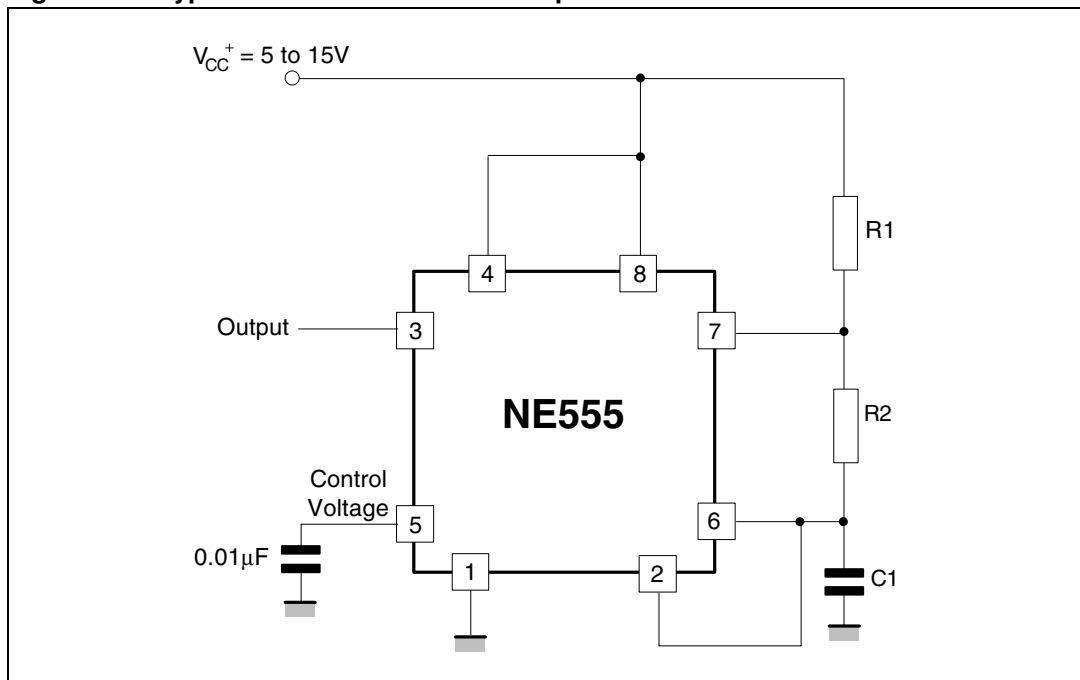 V_CC^+ = 5 to 15V
R1
4
8
Output
3
7
NE555
R2
Control
Voltage
5
6
0.01μF
1
2
C1